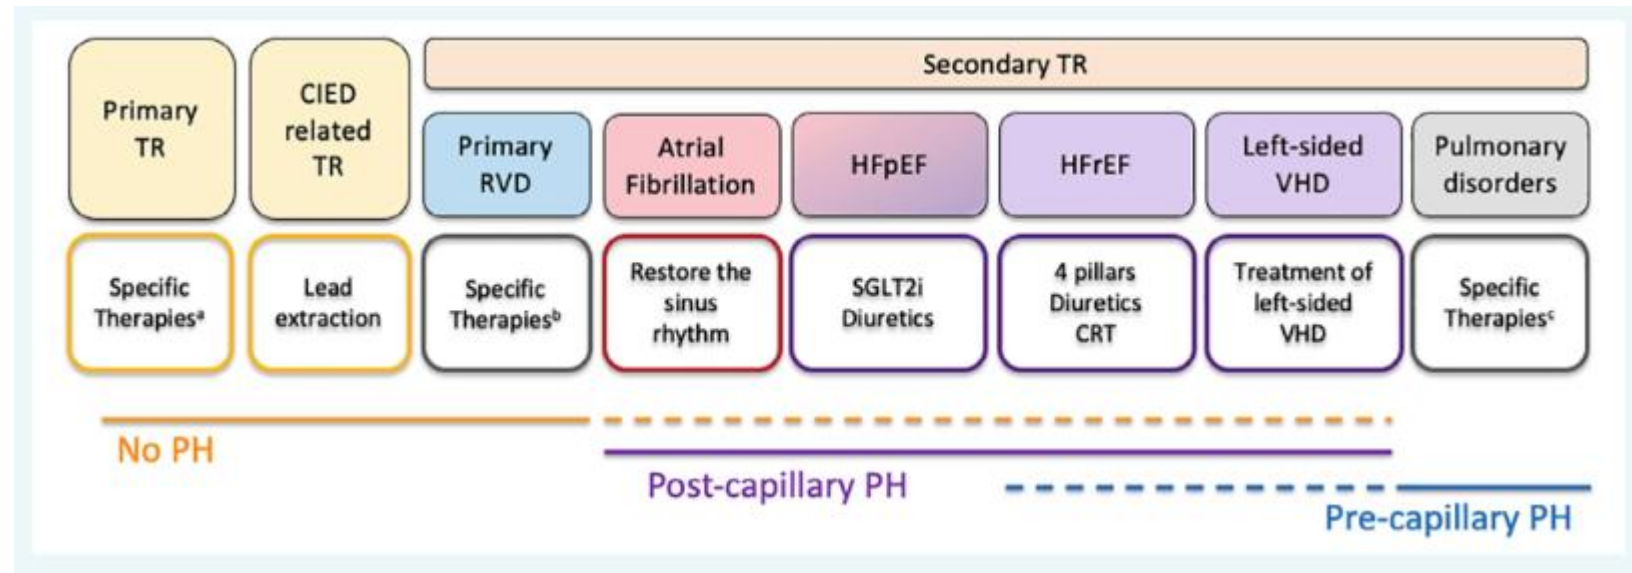 Primary
TR
CIED
related
TR
Secondary TR
Primary
RVD
Atrial
Fibrillation
HFpEF
HFrEF
Left-sided
VHD
Pulmonary
disorders
Specific
Therapiesᵃ
Lead
extraction
Specific
Therapiesᵇ
Restore the
sinus
rhythm
SGLT2i
Diuretics
4 pillars
Diuretics
CRT
Treatment of
left-sided
VHD
Specific
Therapiesᶜ
No PH
Post-capillary PH
Pre-capillary PH